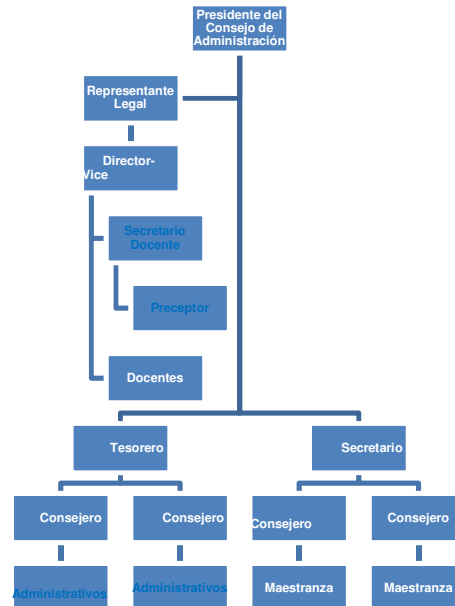 Presidente del
Consejo de
Administración
Representante
Legal
Director-
Vice
Secretario
Docente
Preceptor
Docentes
Tesorero
Secretario
Consejero
Consejero
Consejero
Consejero
Administrativos
Administrativos
Maestranza
Maestranza